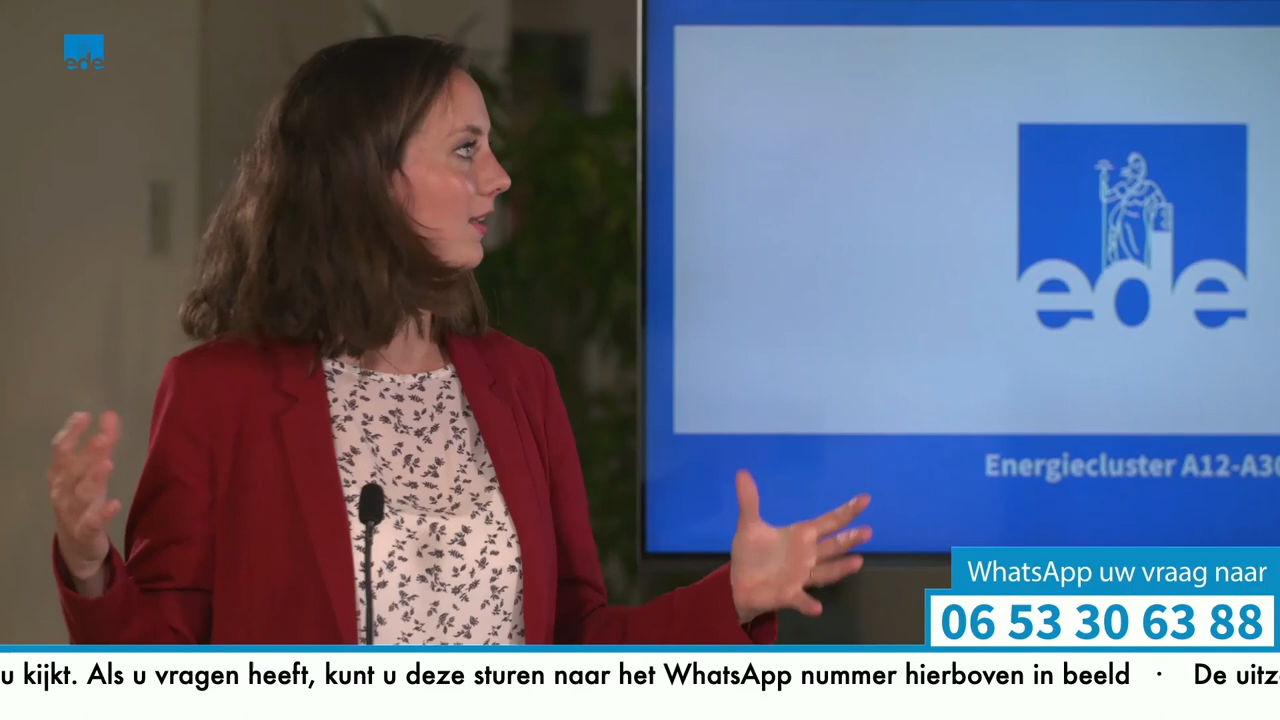 ede
ede
Energiecluster A12-A30
WhatsApp uw vraag naar
06 53 30 63 88
u kijkt. Als u vragen heeft, kunt u deze sturen naar het WhatsApp nummer hierboven in beeld · De uitz